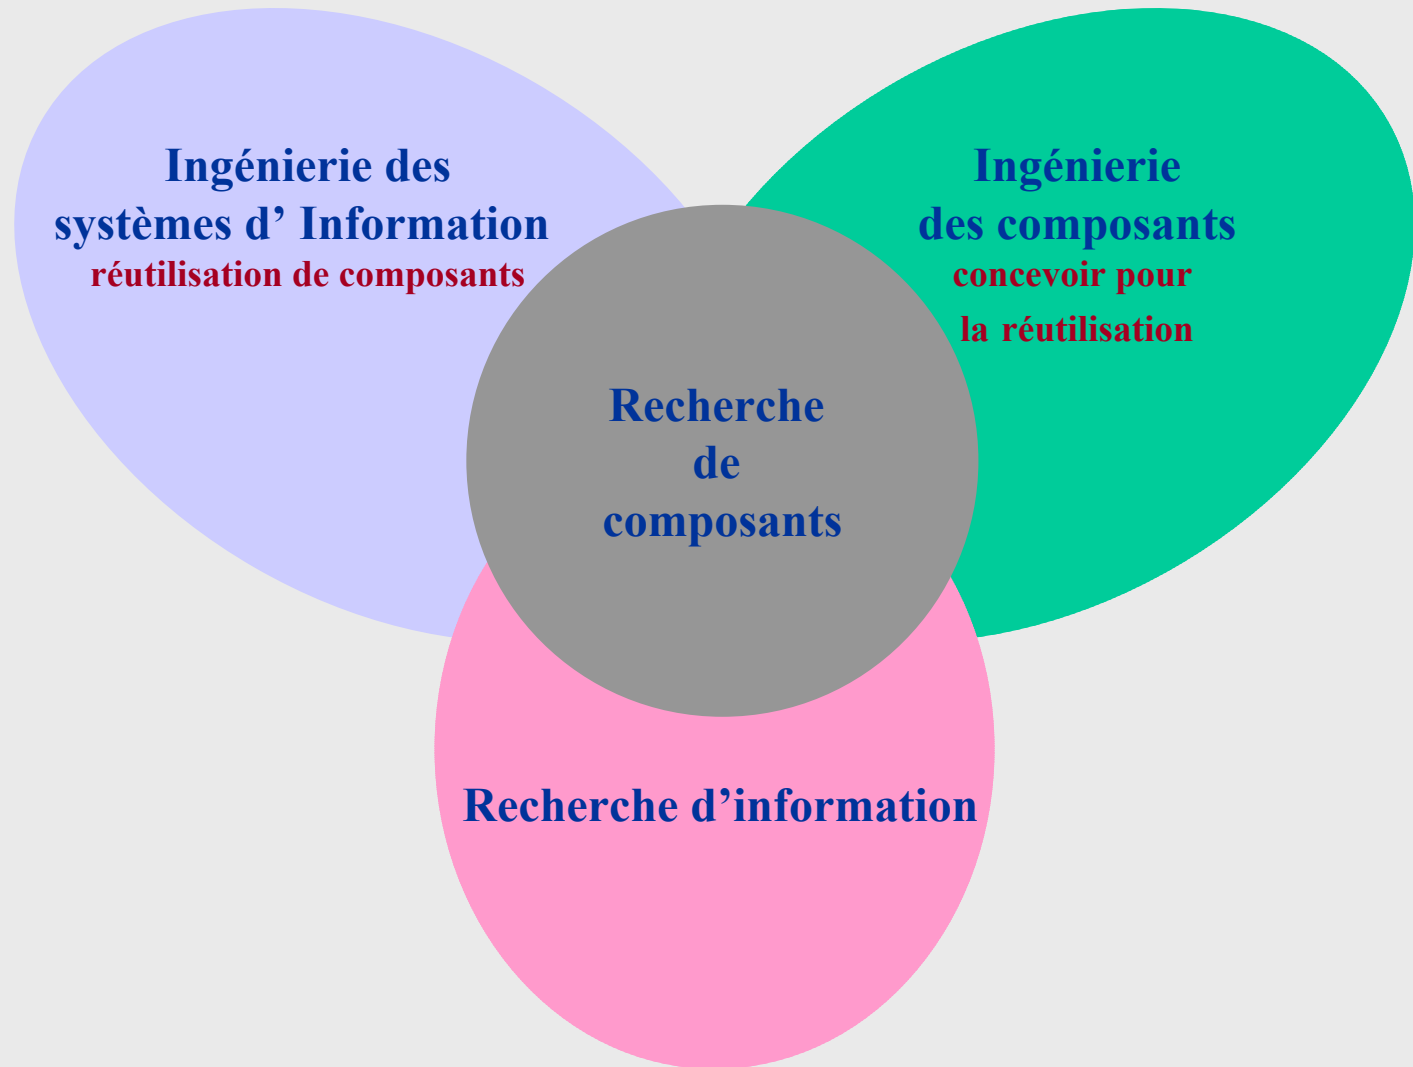 Ingénierie des
systèmes d’ Information
réutilisation de composants
Ingénierie
des composants
concevoir pour
la réutilisation
Recherche
de
composants
Recherche d’information